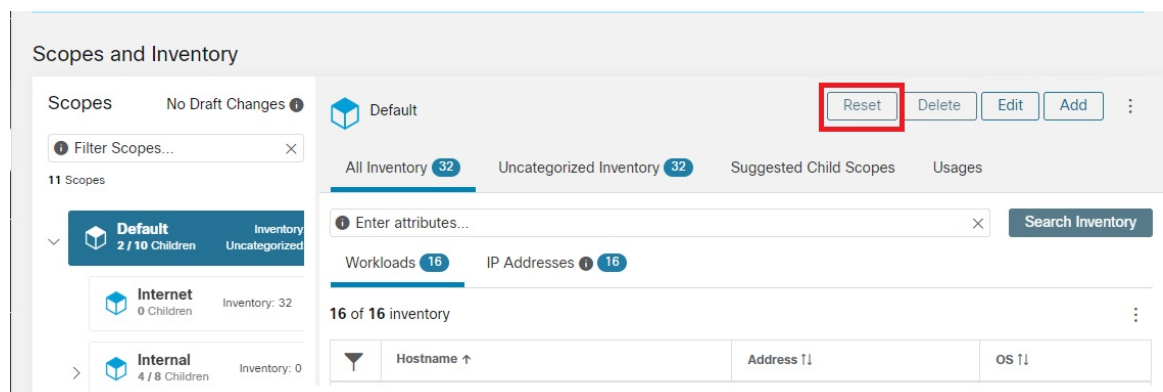 Scopes and Inventory
Scopes No Draft Changes
Default
Reset Delete Edit Add
Filter Scopes...
11 Scopes
All Inventory 32 Uncategorized Inventory 32 Suggested Child Scopes Usages
Default Inventory
2 / 10 Children Uncategorized
Enter attributes... Search Inventory
Workloads 16 IP Addresses 16
Internet
0 Children Inventory: 32
16 of 16 inventory
Internal
4 / 8 Children Inventory: 0
Hostname ↑ Address ↑↓ OS ↑↓